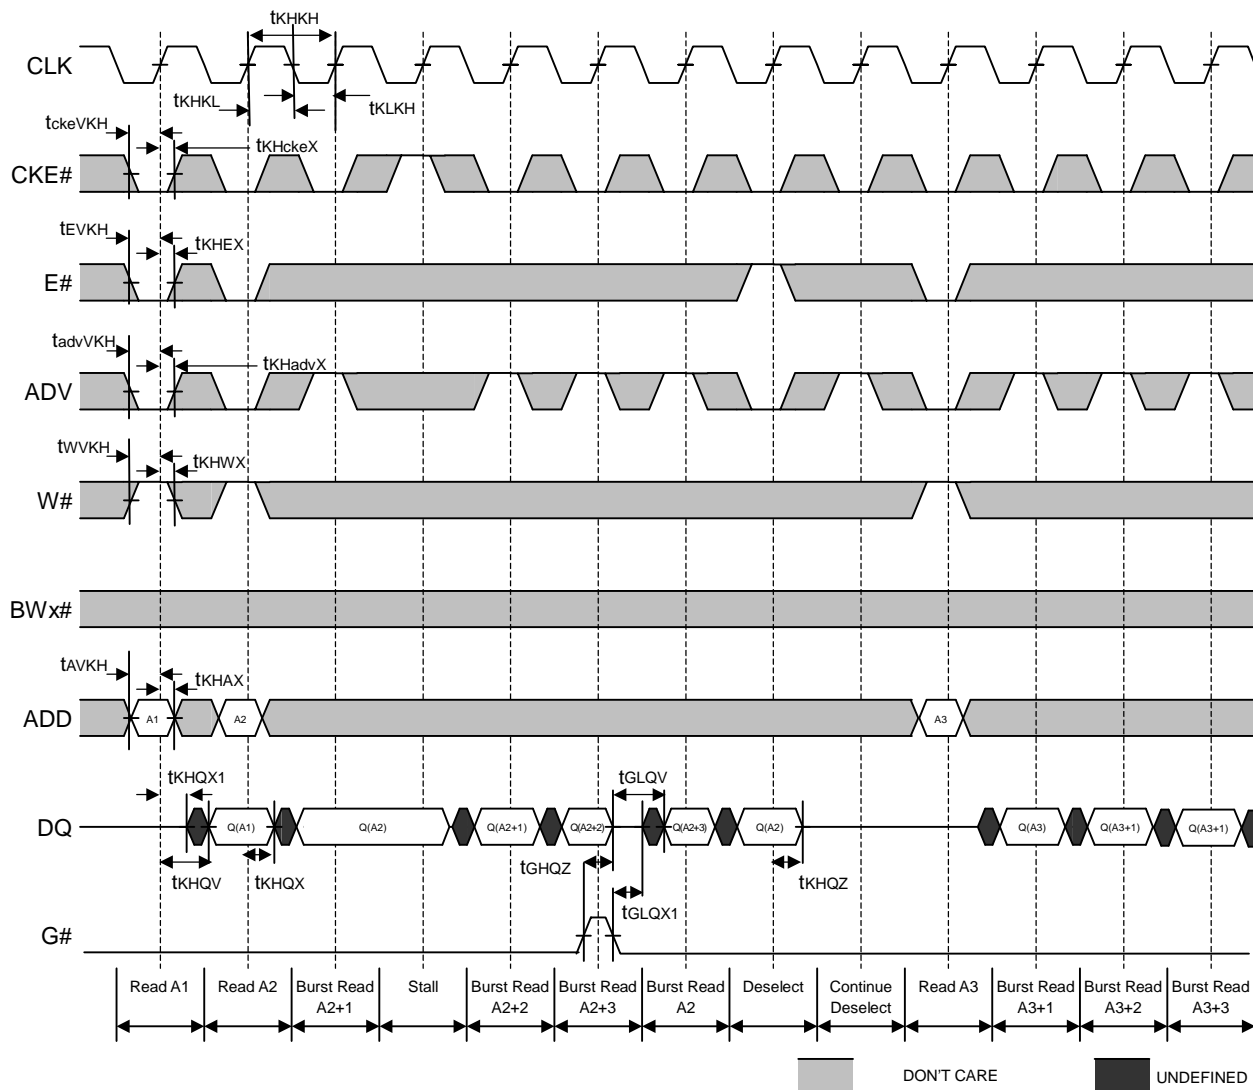 tKHKH
CLK
tKHKL
tKLKH
tckeVKH
tKHckeX
CKE#
tEVKH
tKHEX
E#
tadvVKH
tKHadvX
ADV
tWVKH
tKHWX
W#
BWx#
tAVKH
tKHAX
ADD
A1
A2
A3
tKHQX1
tGLQV
DQ
Q(A1)
Q(A2)
Q(A2+1)
Q(A2+2)
Q(A2+3)
Q(A2)
Q(A3)
Q(A3+1)
Q(A3+1)
tKHQV
tKHQX
tGHQZ
tKHQZ
tGLQX1
G#
Read A1
Read A2
Burst Read
A2+1
Stall
Burst Read
A2+2
Burst Read
A2+3
Burst Read
A2
Deselect
Continue
Deselect
Read A3
Burst Read
A3+1
Burst Read
A3+2
Burst Read
A3+3
DON'T CARE
UNDEFINED